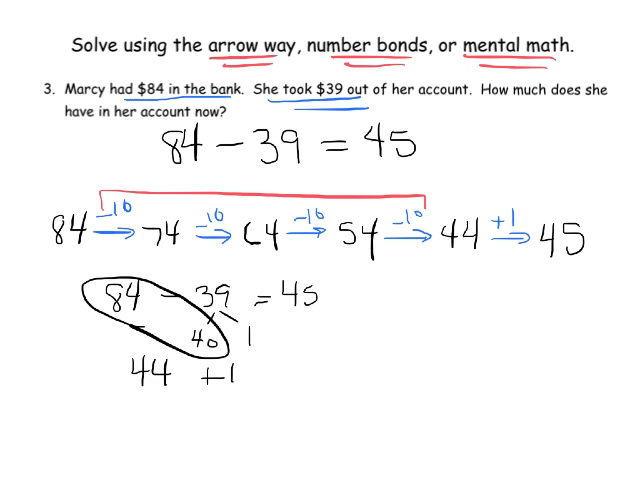 Solve using the arrow way, number bonds, or mental math.
3. Marcy had $84 in the bank. She took $39 out of her account. How much does she
have in her account now?
84 - 39 = 45
-10 -10 -10 -10 +1
84 → 74 → 64 → 54 → 44 → 45
84 - 39 = 45
- 40 1
44 +1